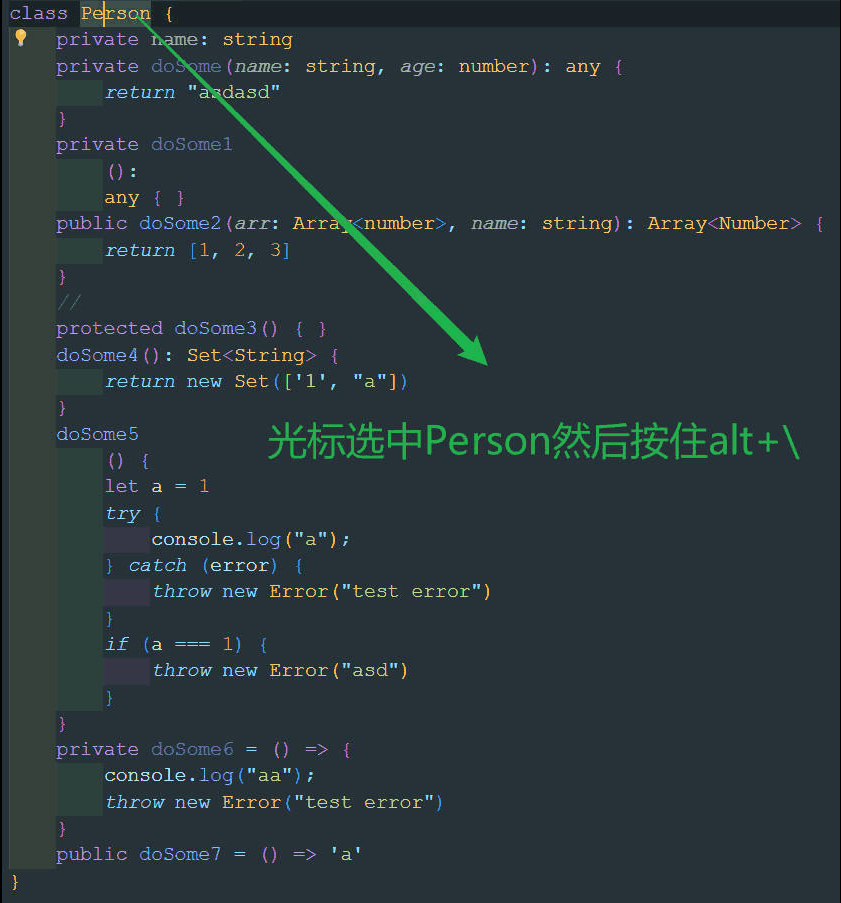 class Person {
    private name: string
    private doSome(name: string, age: number): any {
        return "asdasd"
    }
    private doSome1
        ():
        any { }
    public doSome2(arr: Array<number>, name: string): Array<Number> {
        return [1, 2, 3]
    }
    //
    protected doSome3() { }
    doSome4(): Set<String> {
        return new Set(['1', "a"])
    }
    doSome5
        () {
        let a = 1
        try {
            console.log("a");
        } catch (error) {
            throw new Error("test error")
        }
        if (a === 1) {
            throw new Error("asd")
        }
    }
    private doSome6 = () => {
        console.log("aa");
        throw new Error("test error")
    }
    public doSome7 = () => 'a'
}
光标选中Person然后按住alt+\